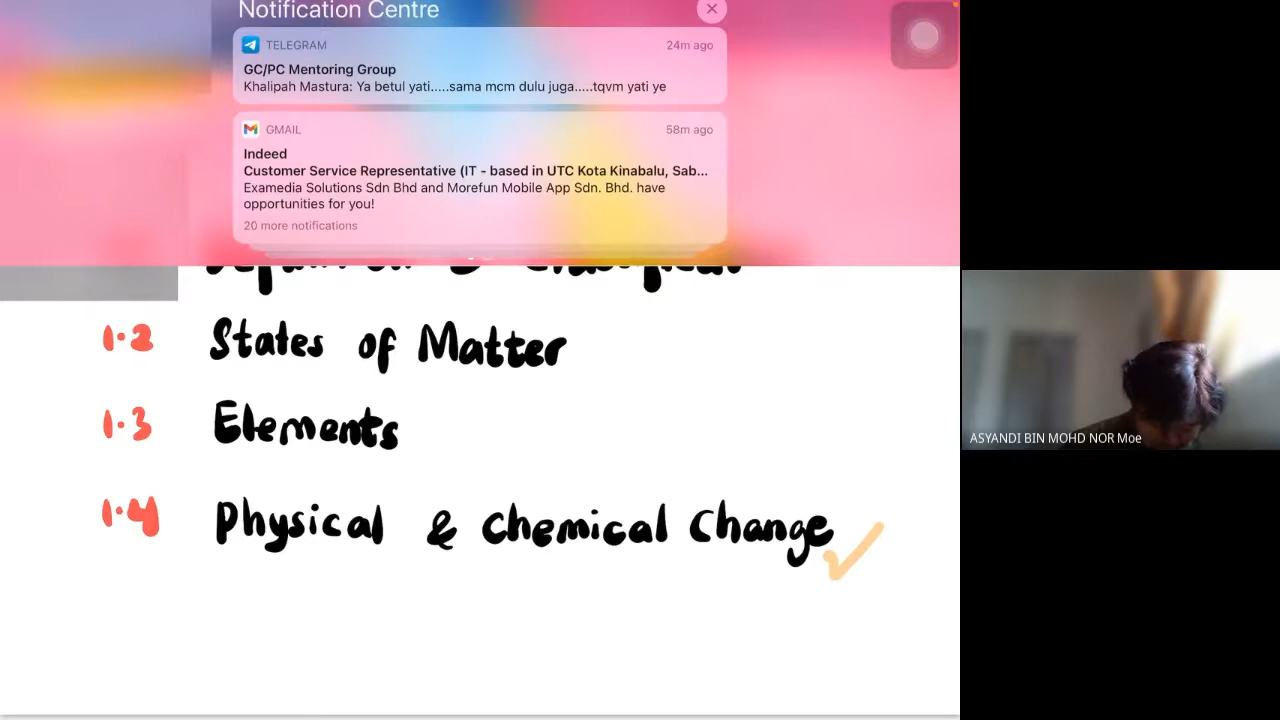 Notification Centre
TELEGRAM 24m ago
GC/PC Mentoring Group
Khalipah Mastura: Ya betul yati.....sama mcm dulu juga.....tqvm yati ye
GMAIL 58m ago
Indeed
Customer Service Representative (IT - based in UTC Kota Kinabalu, Sab...
Examedia Solutions Sdn Bhd and Morefun Mobile App Sdn. Bhd. have
opportunities for you!
20 more notifications
1.2 States of Matter
1.3 Elements
1.4 Physical & Chemical Change
ASYANDI BIN MOHD NOR Moe